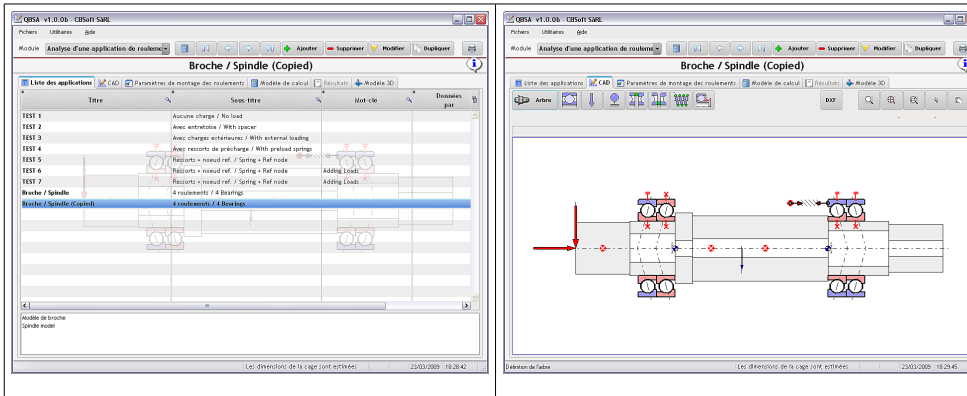 QBSA v1.0.0b - CBSoft SARL
Fichiers Utilitaires Aide
Module Analyse d'une application de rouleme Ajouter Supprimer Modifier Dupliquer
Broche / Spindle (Copied)
Liste des applications CAD Paramètres de montage des roulements Modèle de calcul Résultats Modèle 3D
Titre Sous-titre Mot-clé Données par
TEST 1 Aucune charge / No load
TEST 2 Avec entretoise / With spacer
TEST 3 Avec charges extérieures / With external loading
TEST 4 Avec ressorts de précharge / With preload springs
TEST 5 Ressorts + noeud ref. / Spring + Ref node
TEST 6 Ressorts + noeud ref. / Spring + Ref node Adding Loads
TEST 7 Ressorts + noeud ref. / Spring + Ref node Adding Loads
Broche / Spindle 4 roulements / 4 Bearings
Broche / Spindle (Copied) 4 roulements / 4 Bearings
Modèle de broche
Spindle model
Les dimensions de la cage sont estimées 23/03/2009 18:28:42
QBSA v1.0.0b - CBSoft SARL
Fichiers Utilitaires Aide
Module Analyse d'une application de rouleme Ajouter Supprimer Modifier Dupliquer
Broche / Spindle (Copied)
Liste des applications CAD Paramètres de montage des roulements Modèle de calcul Résultats Modèle 3D
Arbre DXF
Définition de l'arbre Les dimensions de la cage sont estimées 23/03/2009 18:29:45